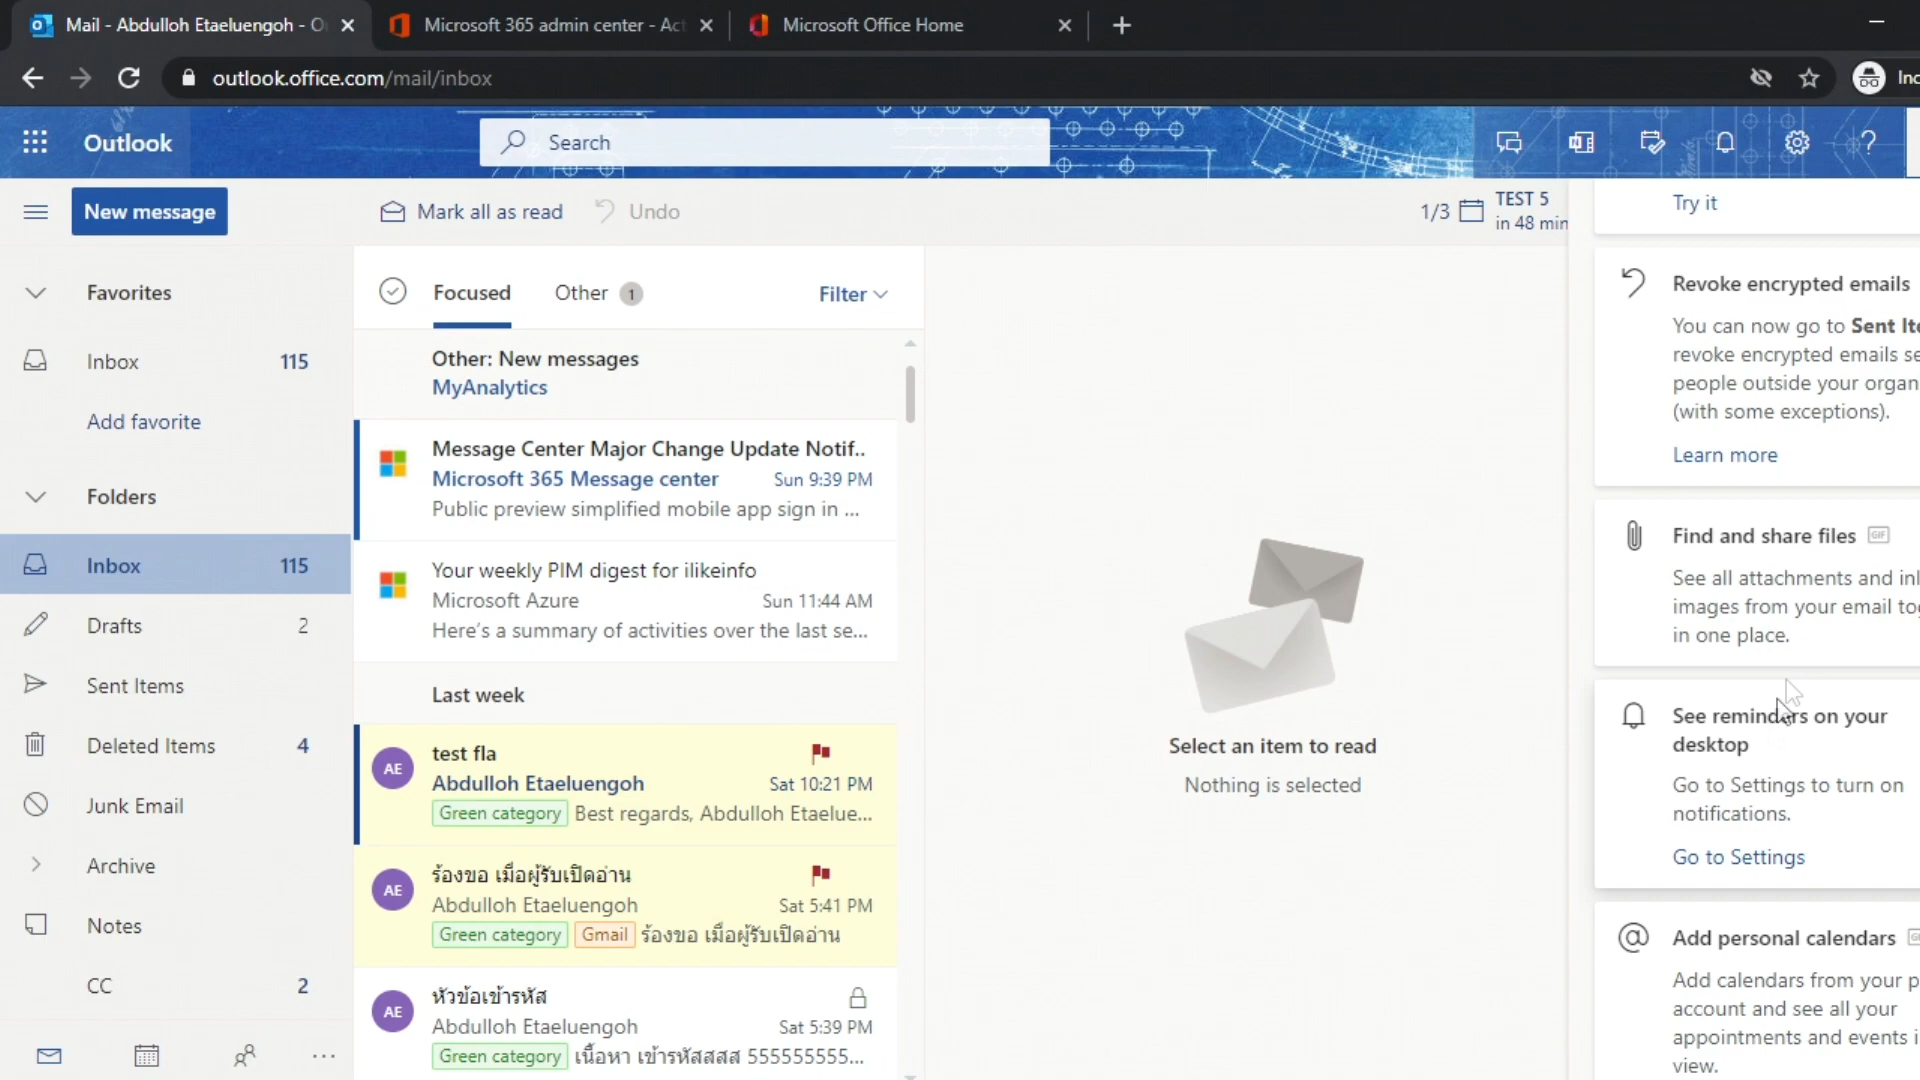 Mail - Abdulloh Etaeluengoh - O
Microsoft 365 admin center - Act
Microsoft Office Home
outlook.office.com/mail/inbox
Outlook
Search
New message
Mark all as read
Undo
1/3
TEST 5
in 48 min
Favorites
Inbox 115
Add favorite
Folders
Inbox 115
Drafts 2
Sent Items
Deleted Items 4
Junk Email
Archive
Notes
CC 2
Focused
Other 1
Filter
Other: New messages
MyAnalytics
Message Center Major Change Update Notif..
Microsoft 365 Message center Sun 9:39 PM
Public preview simplified mobile app sign in ...
Your weekly PIM digest for ilikeinfo
Microsoft Azure Sun 11:44 AM
Here's a summary of activities over the last se...
Last week
AE
test fla
Abdulloh Etaeluengoh Sat 10:21 PM
Green category Best regards, Abdulloh Etaelue...
AE
ร้องขอ เมื่อผู้รับเปิดอ่าน
Abdulloh Etaeluengoh Sat 5:41 PM
Green category Gmail ร้องขอ เมื่อผู้รับเปิดอ่าน
AE
หัวข้อเข้ารหัส
Abdulloh Etaeluengoh Sat 5:39 PM
Green category เนื้อหา เข้ารหัสสสส 555555555...
Select an item to read
Nothing is selected
Try it
Revoke encrypted emails
You can now go to Sent Ite
revoke encrypted emails se
people outside your organ
(with some exceptions).
Learn more
Find and share files GIF
See all attachments and inl
images from your email tog
in one place.
See reminders on your
desktop
Go to Settings to turn on
notifications.
Go to Settings
Add personal calendars
Add calendars from your p
account and see all your
appointments and events i
view.